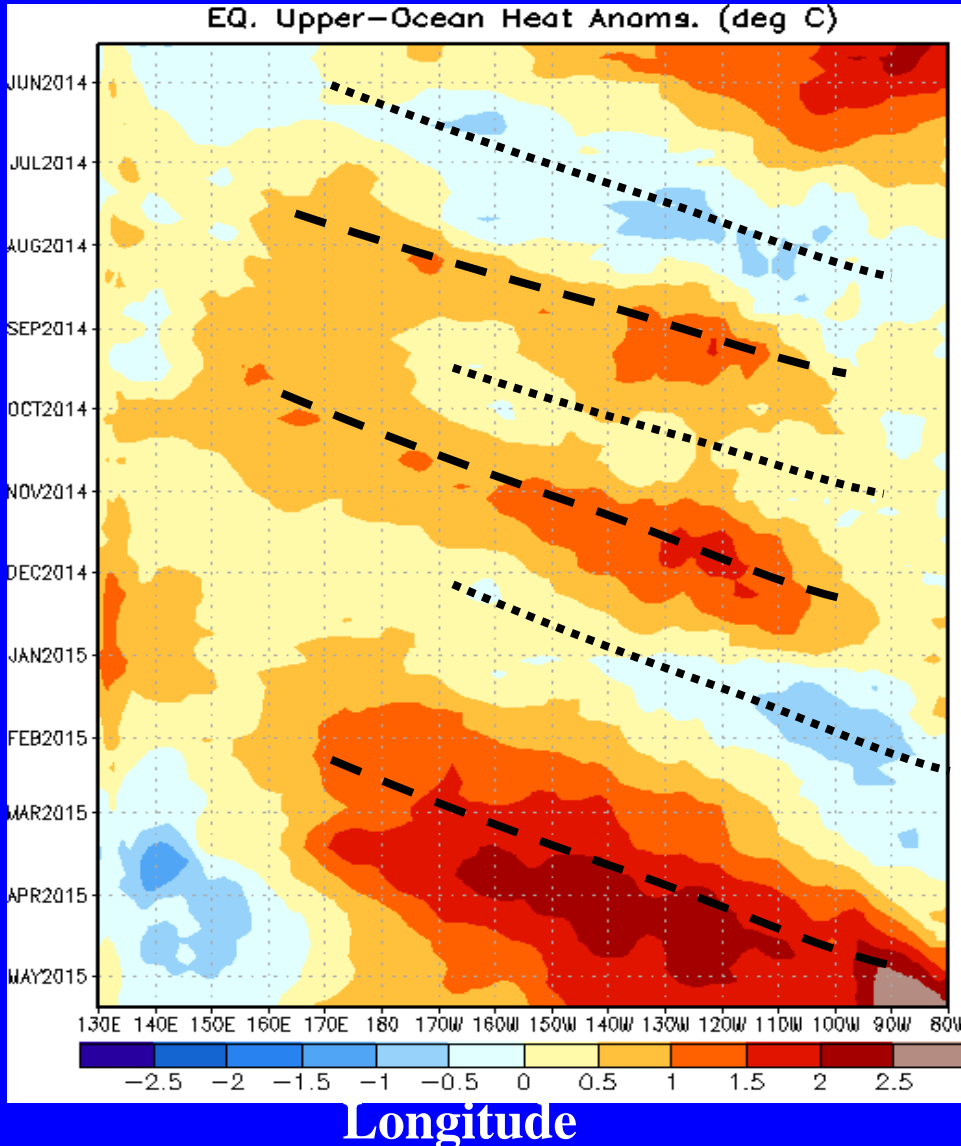 EQ. Upper-Ocean Heat Anoms. (deg C)
JUN2014
JUL2014
AUG2014
SEP2014
OCT2014
NOV2014
DEC2014
JAN2015
FEB2015
MAR2015
APR2015
MAY2015
130E 140E 150E 160E 170E 180 170W 160W 150W 140W 130W 120W 110W 100W 90W 80W
-2.5 -2 -1.5 -1 -0.5 0 0.5 1 1.5 2 2.5
Longitude